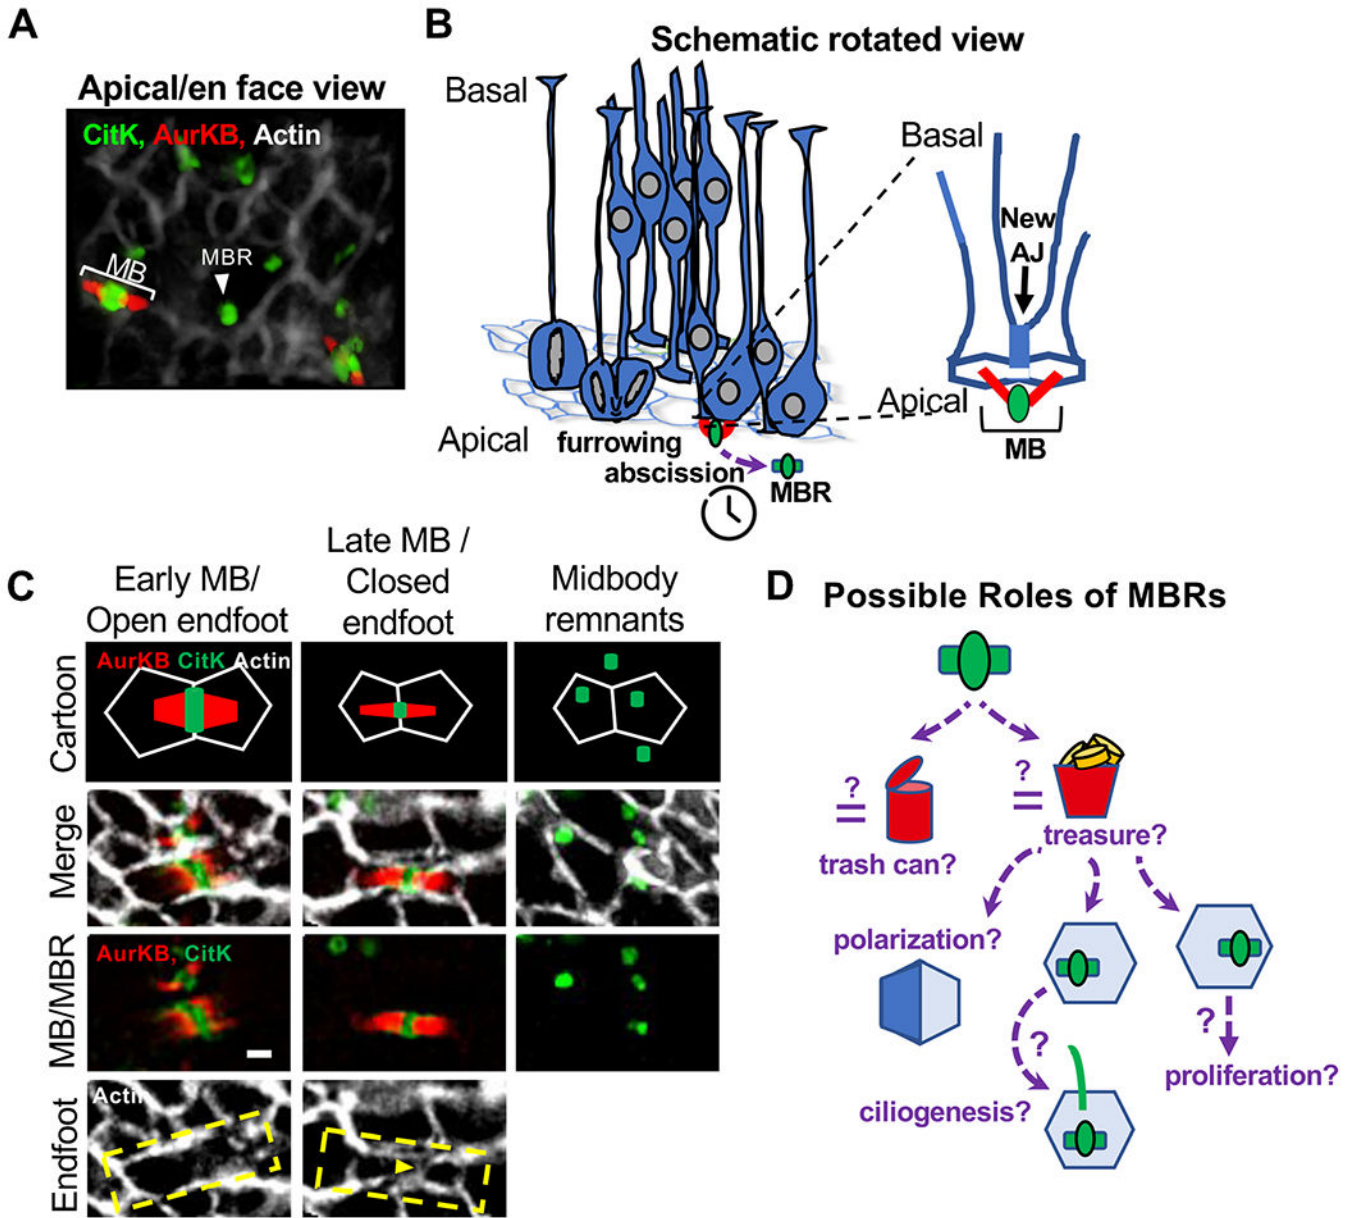 A
Apical/en face view
CitK, AurKB, Actin
MB
MBR
B
Schematic rotated view
Basal
Basal
New
AJ
Apical
Apical
furrowing
abscission
MBR
MB
C
Early MB/
Open endfoot
Late MB /
Closed
endfoot
Midbody
remnants
Cartoon
AurKB CitK Actin
Merge
MB/MBR
AurKB, CitK
Endfoot
Actin
D
Possible Roles of MBRs
?
=
trash can?
?
=
treasure?
polarization?
?
ciliogenesis?
?
proliferation?